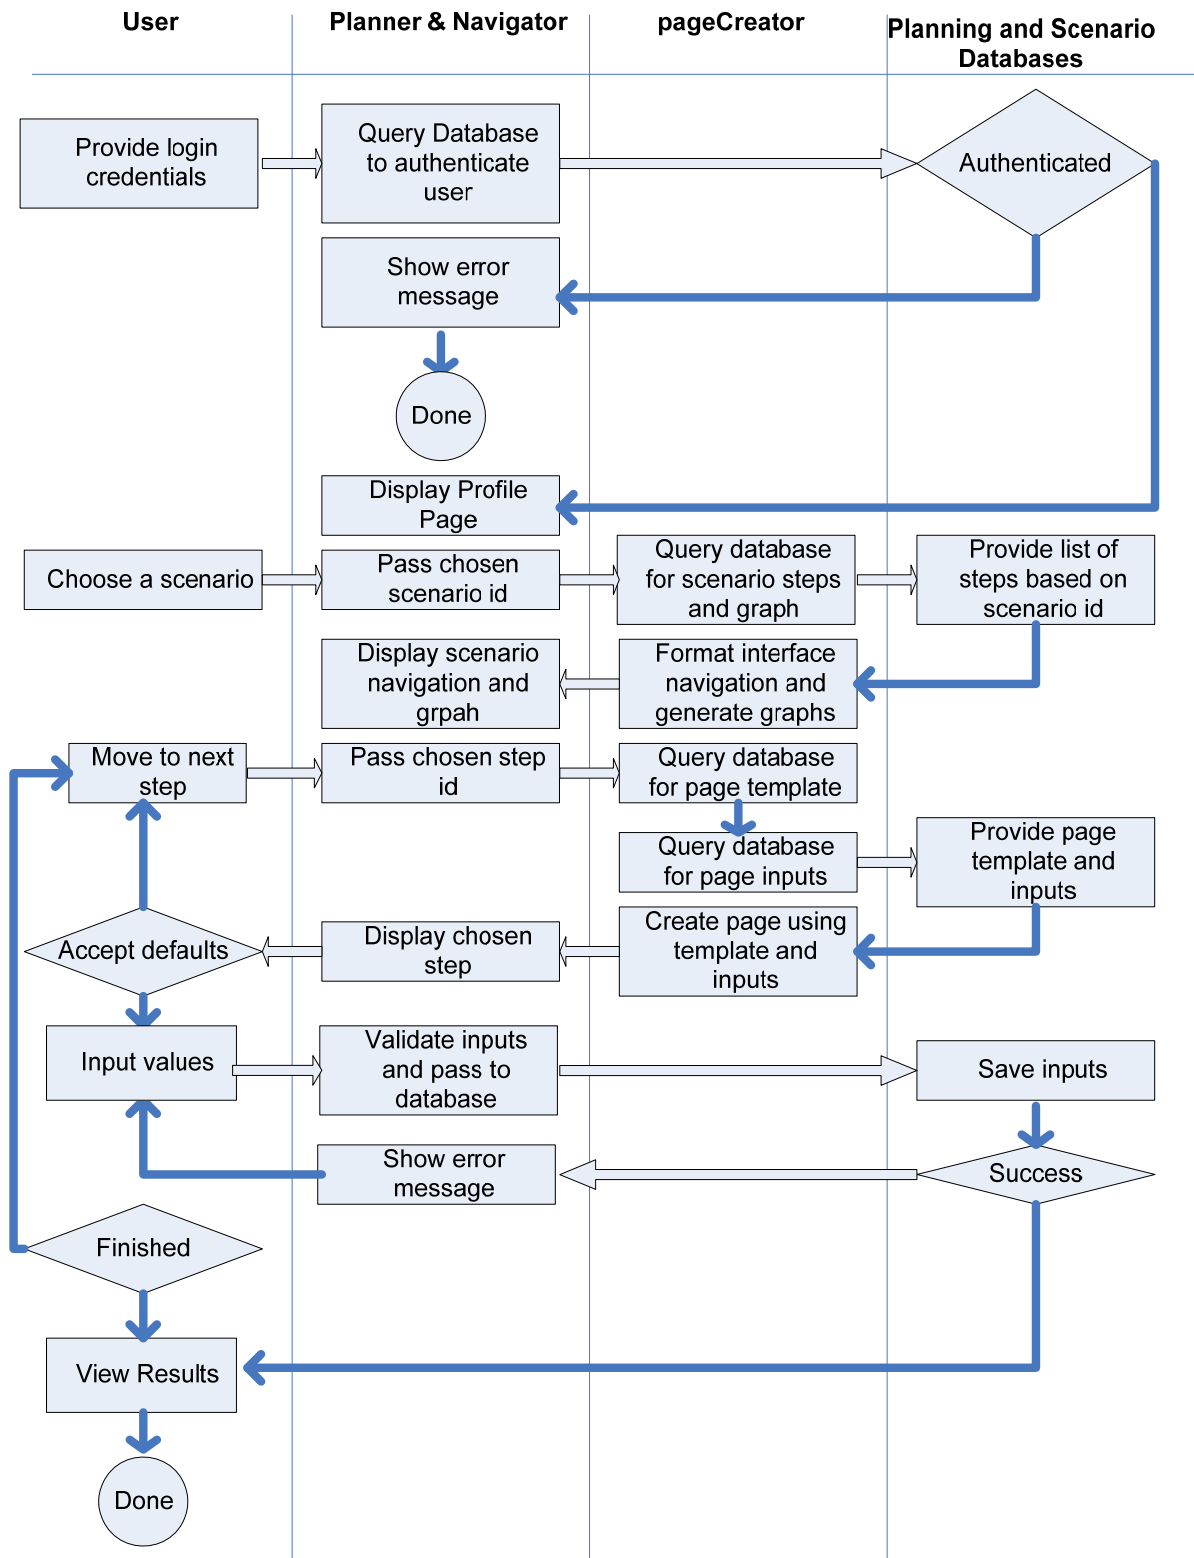 User
Planner & Navigator
pageCreator
Planning and Scenario
Databases
Provide login
credentials
Query Database
to authenticate
user
Authenticated
Show error
message
Done
Display Profile
Page
Choose a scenario
Pass chosen
scenario id
Query database
for scenario steps
and graph
Provide list of
steps based on
scenario id
Display scenario
navigation and
grpah
Format interface
navigation and
generate graphs
Move to next
step
Pass chosen step
id
Query database
for page template
Query database
for page inputs
Provide page
template and
inputs
Accept defaults
Display chosen
step
Create page using
template and
inputs
Input values
Validate inputs
and pass to
database
Save inputs
Show error
message
Success
Finished
View Results
Done